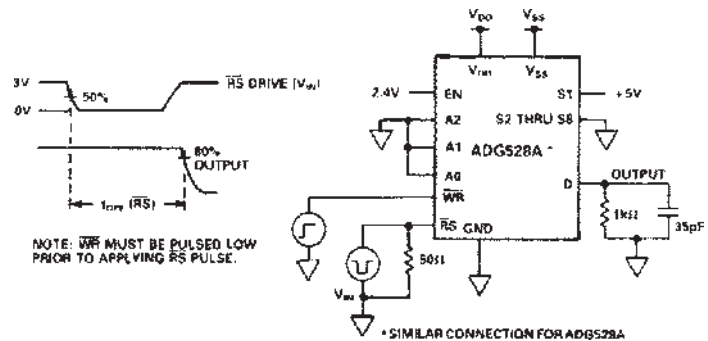 3V
0V
50%
RS DRIVE (VIN)
80%
OUTPUT
tOFF (RS)
NOTE: WR MUST BE PULSED LOW
PRIOR TO APPLYING RS PULSE.
VDD
VSS
VDD
VSS
2.4V
EN
A2
A1
A0
WR
RS
GND
S1
+5V
S2 THRU S8
ADG528A *
D
OUTPUT
1kΩ
35pF
50Ω
VIN
* SIMILAR CONNECTION FOR ADG529A